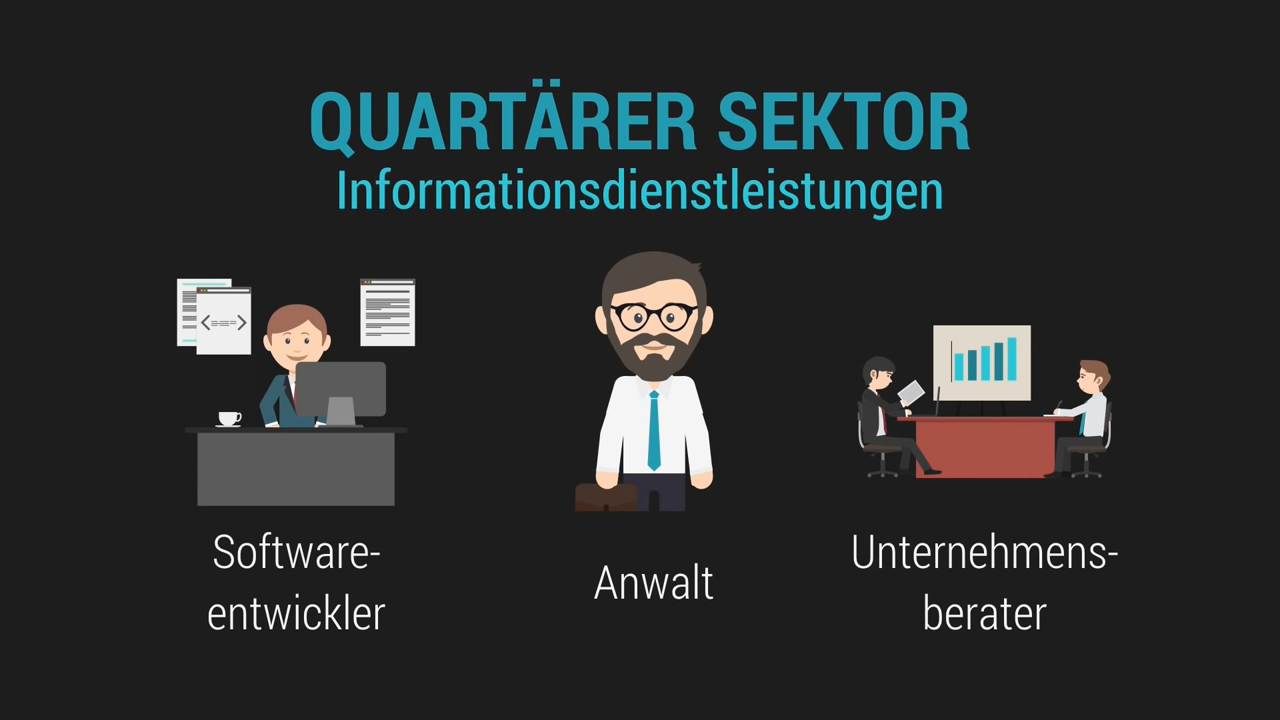 QUARTÄRER SEKTOR
Informationsdienstleistungen
Software-
entwickler
Anwalt
Unternehmens-
berater